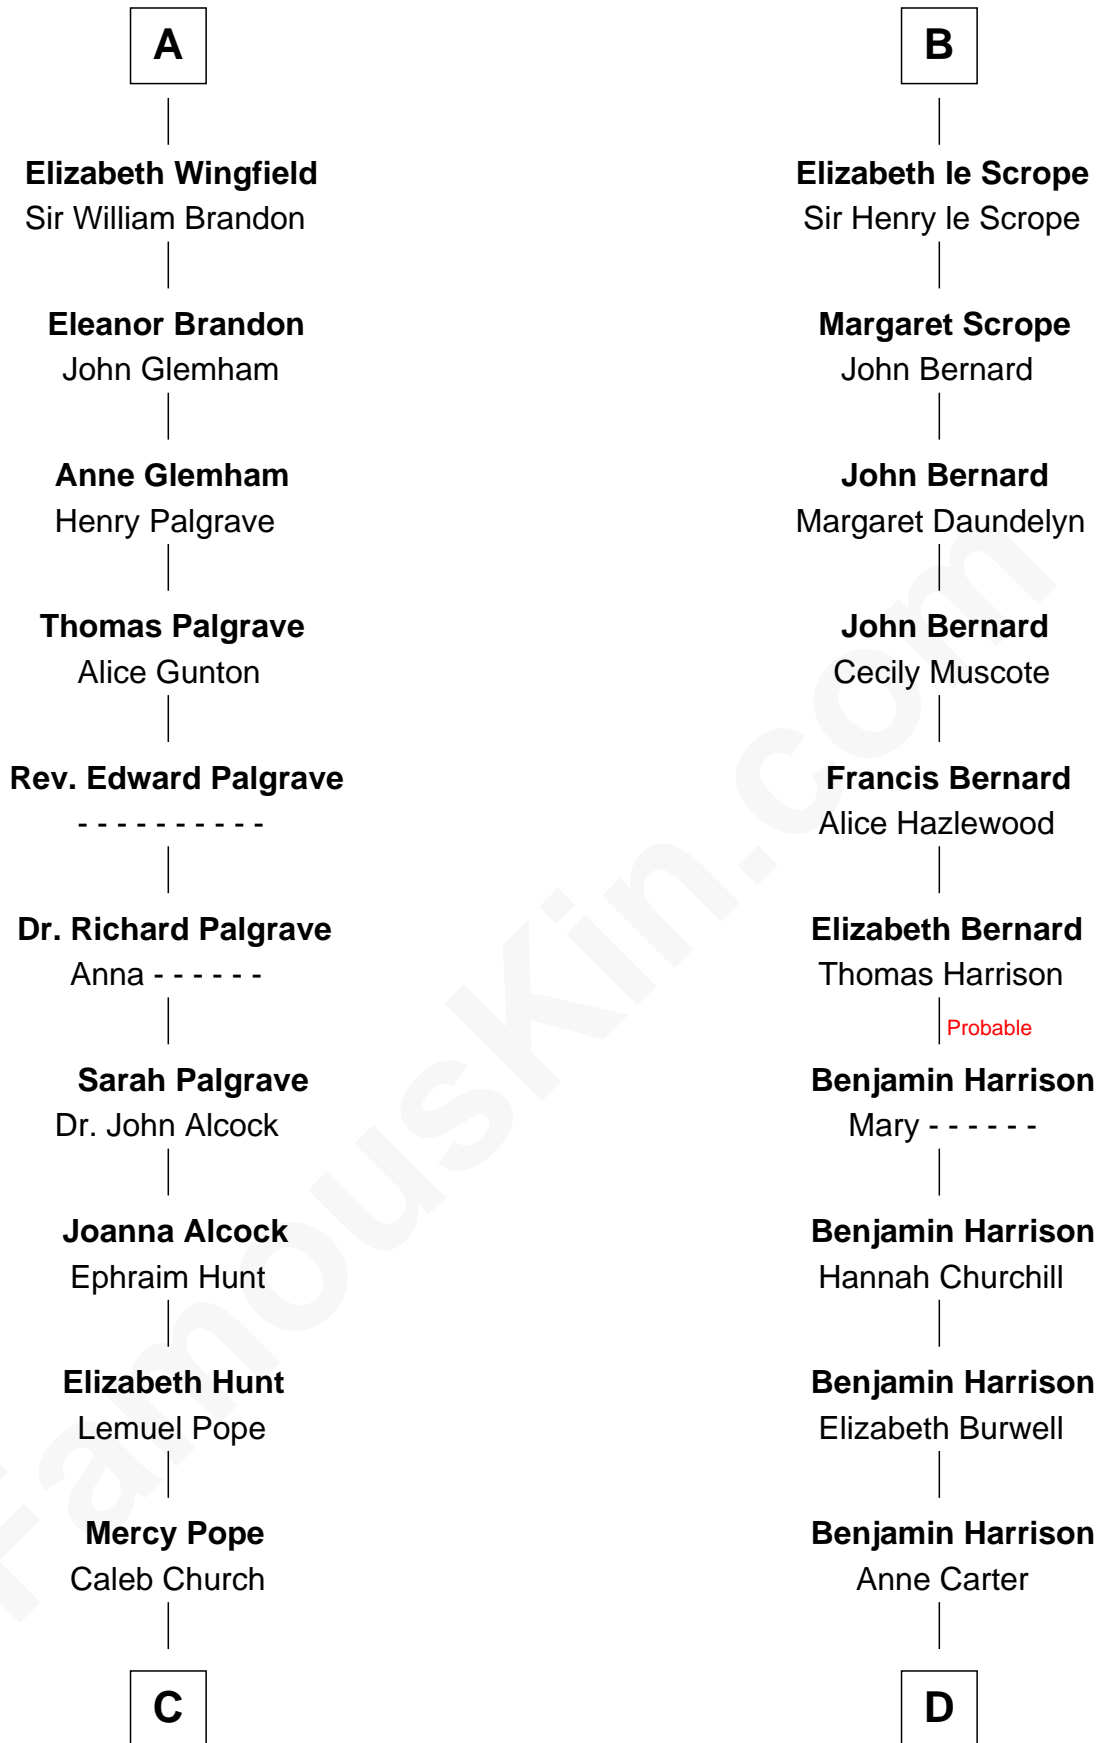 A
Elizabeth Wingfield
Sir William Brandon
Eleanor Brandon
John Glemham
Anne Glemham
Henry Palgrave
Thomas Palgrave
Alice Gunton
Rev. Edward Palgrave
- - - - - - - - - -
Dr. Richard Palgrave
Anna - - - - - -
Sarah Palgrave
Dr. John Alcock
Joanna Alcock
Ephraim Hunt
Elizabeth Hunt
Lemuel Pope
Mercy Pope
Caleb Church
C
B
Elizabeth le Scrope
Sir Henry le Scrope
Margaret Scrope
John Bernard
John Bernard
Margaret Daundelyn
John Bernard
Cecily Muscote
Francis Bernard
Alice Hazlewood
Elizabeth Bernard
Thomas Harrison
Probable
Benjamin Harrison
Mary - - - - - -
Benjamin Harrison
Hannah Churchill
Benjamin Harrison
Elizabeth Burwell
Benjamin Harrison
Anne Carter
D
FamousKin.com